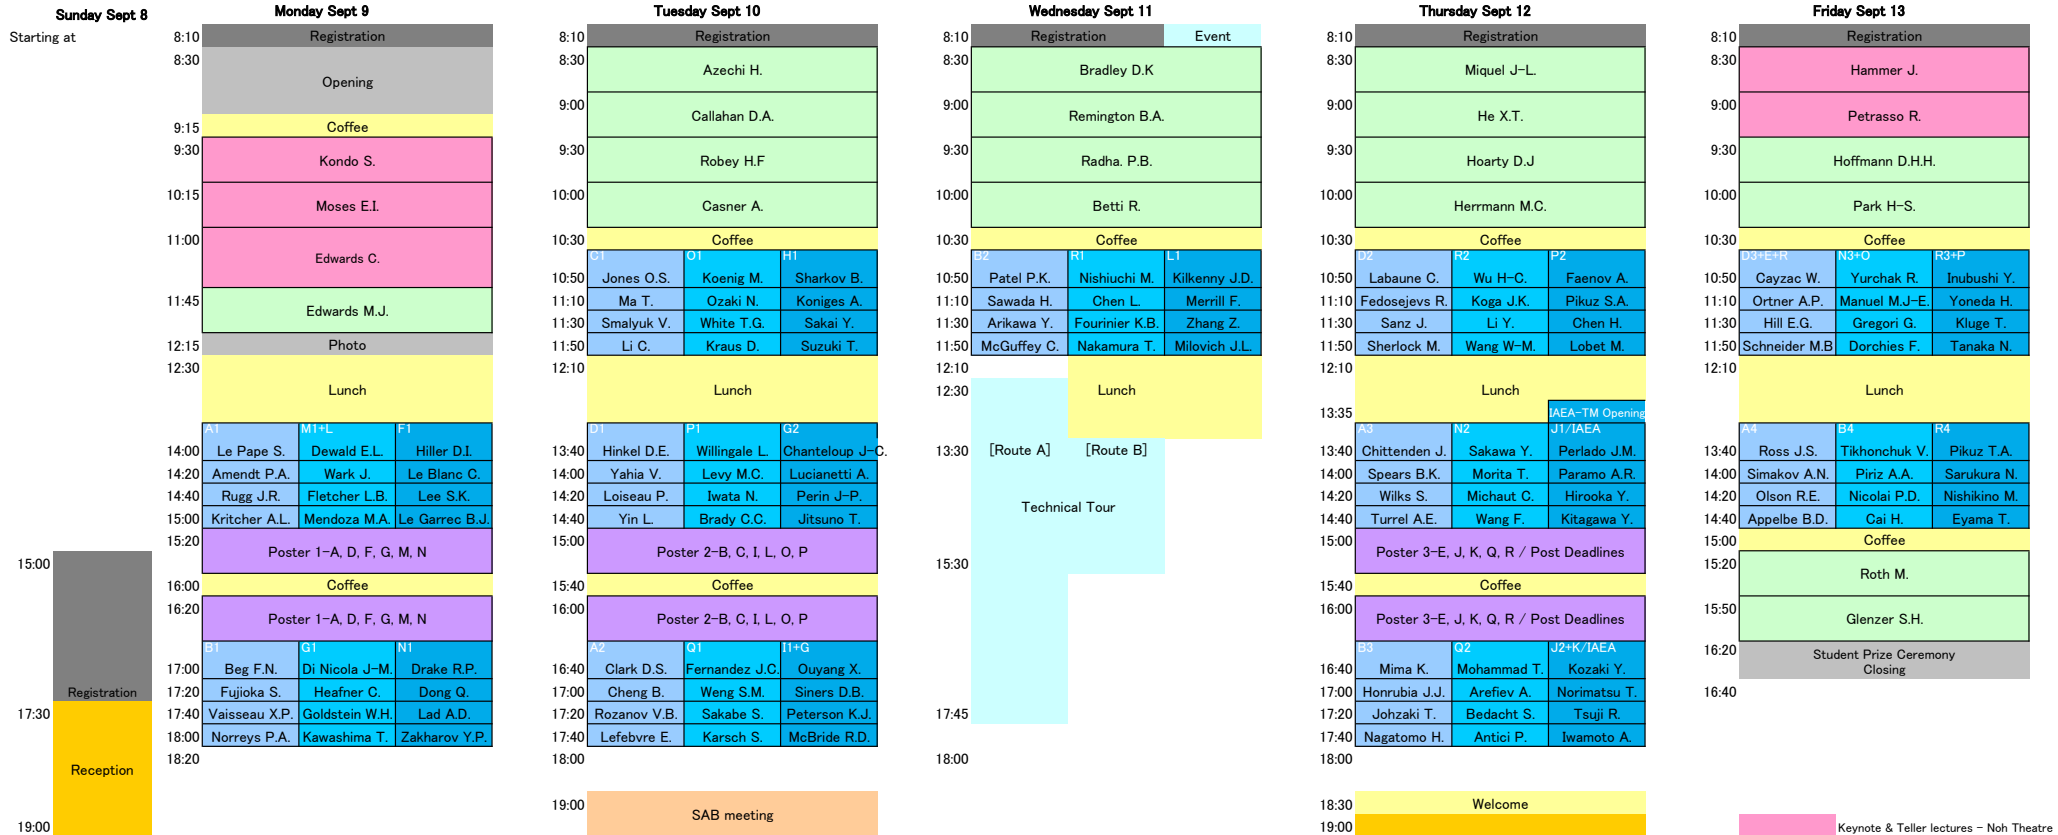 Sunday Sept 8
Starting at
15:00
Registration
17:30
Reception
19:00
Monday Sept 9
8:10 Registration
8:30 Opening
9:15 Coffee
9:30 Kondo S.
10:15 Moses E.I.
11:00 Edwards C.
11:45 Edwards M.J.
12:15 Photo
12:30 Lunch
A1 M1+L F1
14:00 Le Pape S. Dewald E.L. Hiller D.I.
14:20 Amendt P.A. Wark J. Le Blanc C.
14:40 Rugg J.R. Fletcher L.B. Lee S.K.
15:00 Kritcher A.L. Mendoza M.A. Le Garrec B.J.
15:20 Poster 1-A, D, F, G, M, N
16:00 Coffee
16:20 Poster 1-A, D, F, G, M, N
B1 G1 N1
17:00 Beg F.N. Di Nicola J-M. Drake R.P.
17:20 Fujioka S. Heafner C. Dong Q.
17:40 Vaisseau X.P. Goldstein W.H. Lad A.D.
18:00 Norreys P.A. Kawashima T. Zakharov Y.P.
18:20
Tuesday Sept 10
8:10 Registration
8:30 Azechi H.
9:00 Callahan D.A.
9:30 Robey H.F
10:00 Casner A.
10:30 Coffee
C1 O1 H1
10:50 Jones O.S. Koenig M. Sharkov B.
11:10 Ma T. Ozaki N. Koniges A.
11:30 Smalyuk V. White T.G. Sakai Y.
11:50 Li C. Kraus D. Suzuki T.
12:10 Lunch
D1 P1 G2
13:40 Hinkel D.E. Willingale L. Chanteloup J-C.
14:00 Yahia V. Levy M.C. Lucianetti A.
14:20 Loiseau P. Iwata N. Perin J-P.
14:40 Yin L. Brady C.C. Jitsuno T.
15:00 Poster 2-B, C, I, L, O, P
15:40 Coffee
16:00 Poster 2-B, C, I, L, O, P
A2 Q1 I1+G
16:40 Clark D.S. Fernandez J.C. Ouyang X.
17:00 Cheng B. Weng S.M. Siners D.B.
17:20 Rozanov V.B. Sakabe S. Peterson K.J.
17:40 Lefebvre E. Karsch S. McBride R.D.
18:00
19:00 SAB meeting
Wednesday Sept 11
8:10 Registration Event
8:30 Bradley D.K
9:00 Remington B.A.
9:30 Radha. P.B.
10:00 Betti R.
10:30 Coffee
B2 R1 L1
10:50 Patel P.K. Nishiuchi M. Kilkenny J.D.
11:10 Sawada H. Chen L. Merrill F.
11:30 Arikawa Y. Fourinier K.B. Zhang Z.
11:50 McGuffey C. Nakamura T. Milovich J.L.
12:10
12:30 Lunch
13:30 [Route A] [Route B]
Technical Tour
15:30
17:45
18:00
Thursday Sept 12
8:10 Registration
8:30 Miquel J-L.
9:00 He X.T.
9:30 Hoarty D.J
10:00 Herrmann M.C.
10:30 Coffee
D2 R2 P2
10:50 Labaune C. Wu H-C. Faenov A.
11:10 Fedosejevs R. Koga J.K. Pikuz S.A.
11:30 Sanz J. Li Y. Chen H.
11:50 Sherlock M. Wang W-M. Lobet M.
12:10 Lunch
13:35 IAEA-TM Opening
A3 N2 J1/IAEA
13:40 Chittenden J. Sakawa Y. Perlado J.M.
14:00 Spears B.K. Morita T. Paramo A.R.
14:20 Wilks S. Michaut C. Hirooka Y.
14:40 Turrel A.E. Wang F. Kitagawa Y.
15:00 Poster 3-E, J, K, Q, R / Post Deadlines
15:40 Coffee
16:00 Poster 3-E, J, K, Q, R / Post Deadlines
B3 Q2 J2+K/IAEA
16:40 Mima K. Mohammad T. Kozaki Y.
17:00 Honrubia J.J. Arefiev A. Norimatsu T.
17:20 Johzaki T. Bedacht S. Tsuji R.
17:40 Nagatomo H. Antici P. Iwamoto A.
18:00
18:30 Welcome
19:00
Friday Sept 13
8:10 Registration
8:30 Hammer J.
9:00 Petrasso R.
9:30 Hoffmann D.H.H.
10:00 Park H-S.
10:30 Coffee
D3+E+R N3+O R3+P
10:50 Cayzac W. Yurchak R. Inubushi Y.
11:10 Ortner A.P. Manuel M.J-E. Yoneda H.
11:30 Hill E.G. Gregori G. Kluge T.
11:50 Schneider M.B Dorchies F. Tanaka N.
12:10 Lunch
A4 B4 R4
13:40 Ross J.S. Tikhonchuk V. Pikuz T.A.
14:00 Simakov A.N. Piriz A.A. Sarukura N.
14:20 Olson R.E. Nicolai P.D. Nishikino M.
14:40 Appelbe B.D. Cai H. Eyama T.
15:00 Coffee
15:20 Roth M.
15:50 Glenzer S.H.
16:20 Student Prize Ceremony
Closing
16:40
Keynote & Teller lectures - Noh Theatre